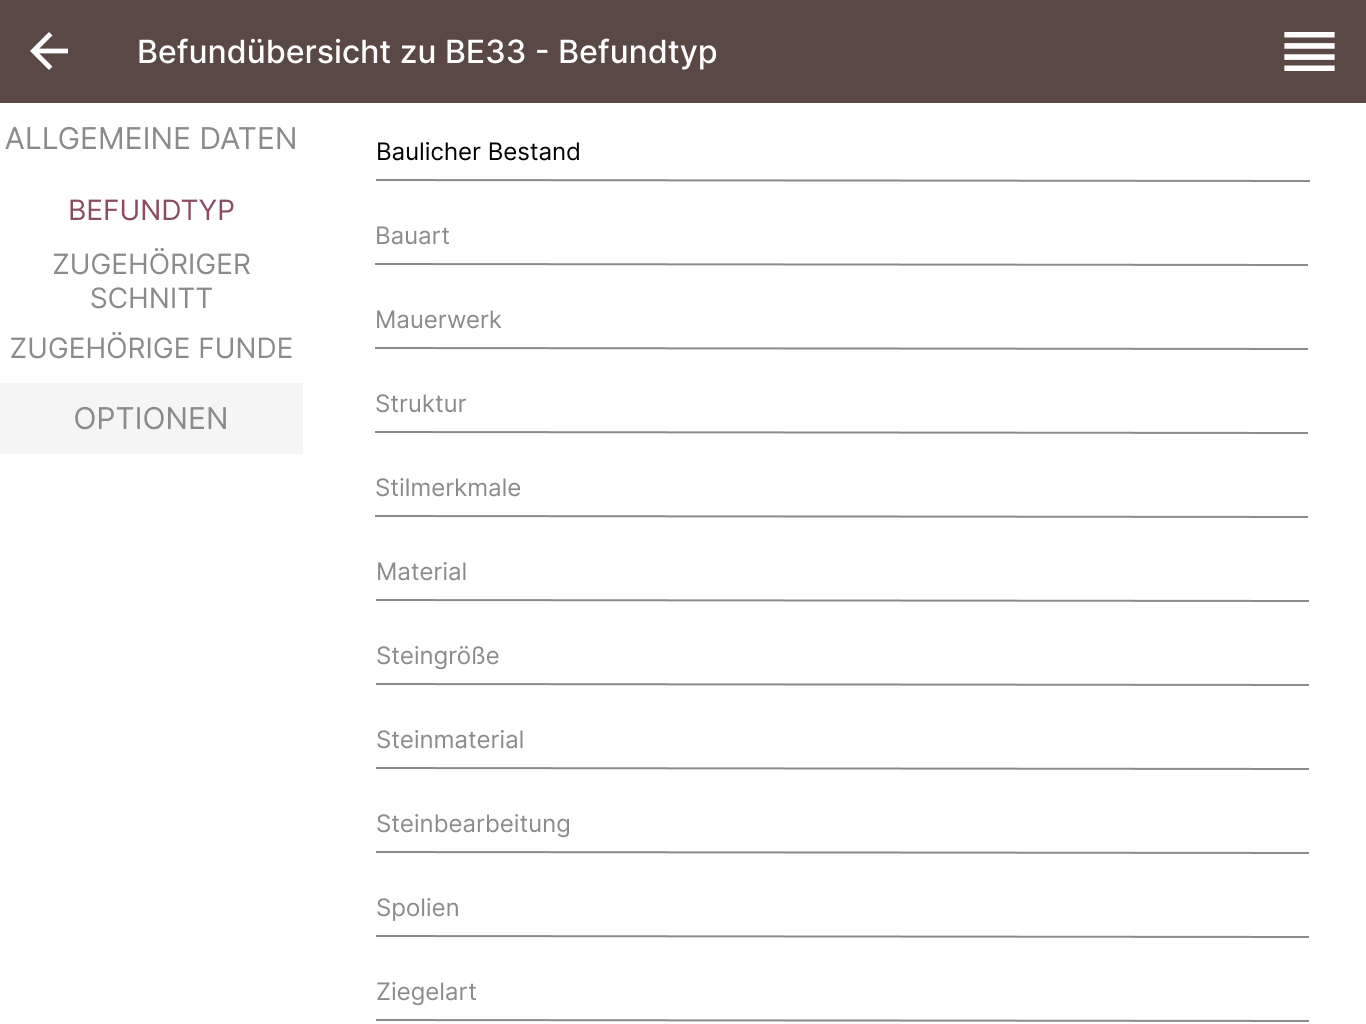 Befundübersicht zu BE33 - Befundtyp
ALLGEMEINE DATEN
BEFUNDTYP
ZUGEHÖRIGER
SCHNITT
ZUGEHÖRIGE FUNDE
OPTIONEN
Baulicher Bestand
Bauart
Mauerwerk
Struktur
Stilmerkmale
Material
Steingröße
Steinmaterial
Steinbearbeitung
Spolien
Ziegelart